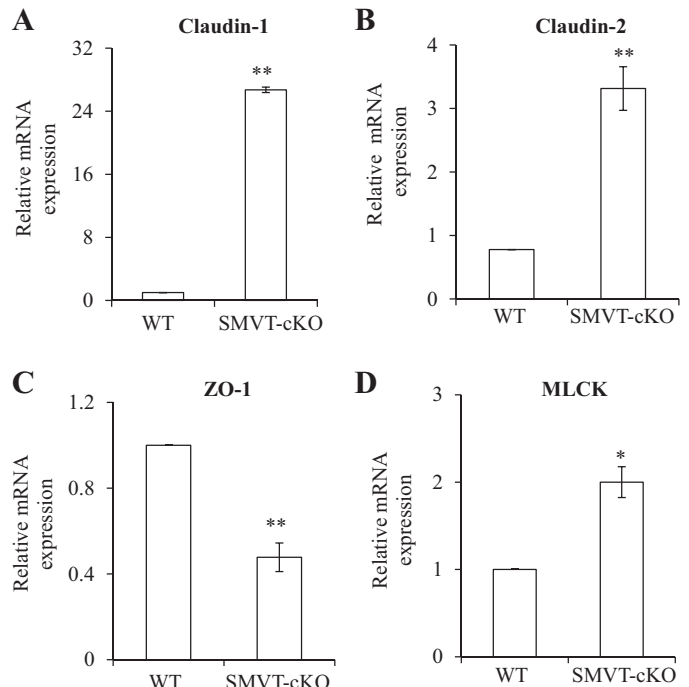 A
Claudin-1
Relative mRNA
expression
32
24
16
8
0
**
WT
SMVT-cKO
B
Claudin-2
Relative mRNA
expression
4
3
2
1
0
**
WT
SMVT-cKO
C
ZO-1
Relative mRNA
expression
1.2
0.8
0.4
0
**
WT
SMVT-cKO
D
MLCK
Relative mRNA
expression
3
2
1
0
*
WT
SMVT-cKO